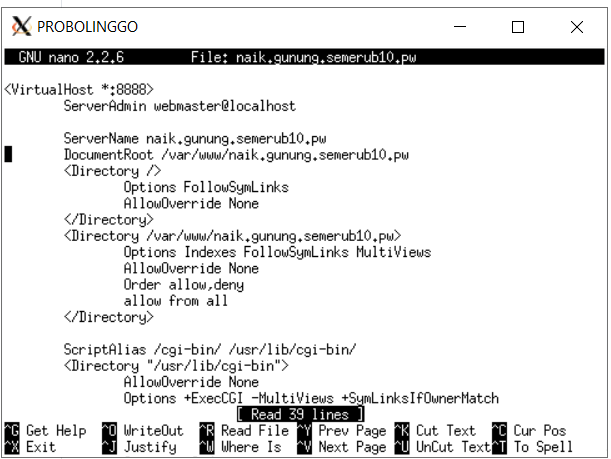 PROBOLINGGO
GNU nano 2.2.6 File: naik.gunung.semerub10.pw
<VirtualHost *:8888>
ServerAdmin webmaster@localhost
ServerName naik.gunung.semerub10.pw
DocumentRoot /var/www/naik.gunung.semerub10.pw
<Directory />
Options FollowSymLinks
AllowOverride None
</Directory>
<Directory /var/www/naik.gunung.semerub10.pw>
Options Indexes FollowSymLinks MultiViews
AllowOverride None
Order allow,deny
allow from all
</Directory>
ScriptAlias /cgi-bin/ /usr/lib/cgi-bin/
<Directory "/usr/lib/cgi-bin">
AllowOverride None
Options +ExecCGI -MultiViews +SymLinksIfOwnerMatch
[ Read 39 lines ]
^G Get Help ^O WriteOut ^R Read File ^Y Prev Page ^K Cut Text ^C Cur Pos
^X Exit ^J Justify ^W Where Is ^V Next Page ^U UnCut Text ^T To Spell